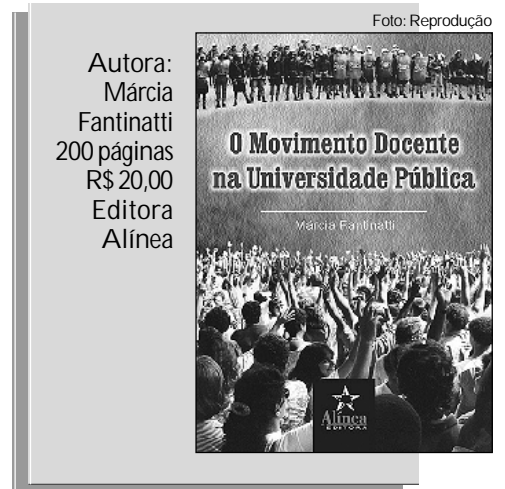 Foto: Reprodução
Autora:
Márcia
Fantinatti
200 páginas
R$ 20,00
Editora
Alínea
O Movimento Docente
na Universidade Pública
Márcia Fantinatti
Alínea
EDITORA